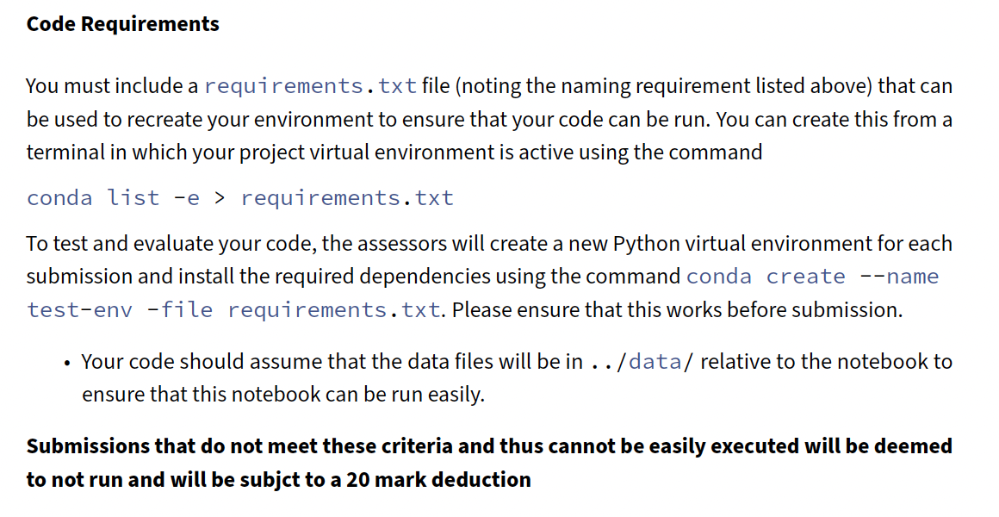 Code Requirements
You must include a requirements.txt file (noting the naming requirement listed above) that can
be used to recreate your environment to ensure that your code can be run. You can create this from a
terminal in which your project virtual environment is active using the command
conda list -e > requirements.txt
To test and evaluate your code, the assessors will create a new Python virtual environment for each
submission and install the required dependencies using the command conda create --name
test-env -file requirements.txt. Please ensure that this works before submission.
• Your code should assume that the data files will be in ../data/ relative to the notebook to
ensure that this notebook can be run easily.
Submissions that do not meet these criteria and thus cannot be easily executed will be deemed
to not run and will be subjct to a 20 mark deduction